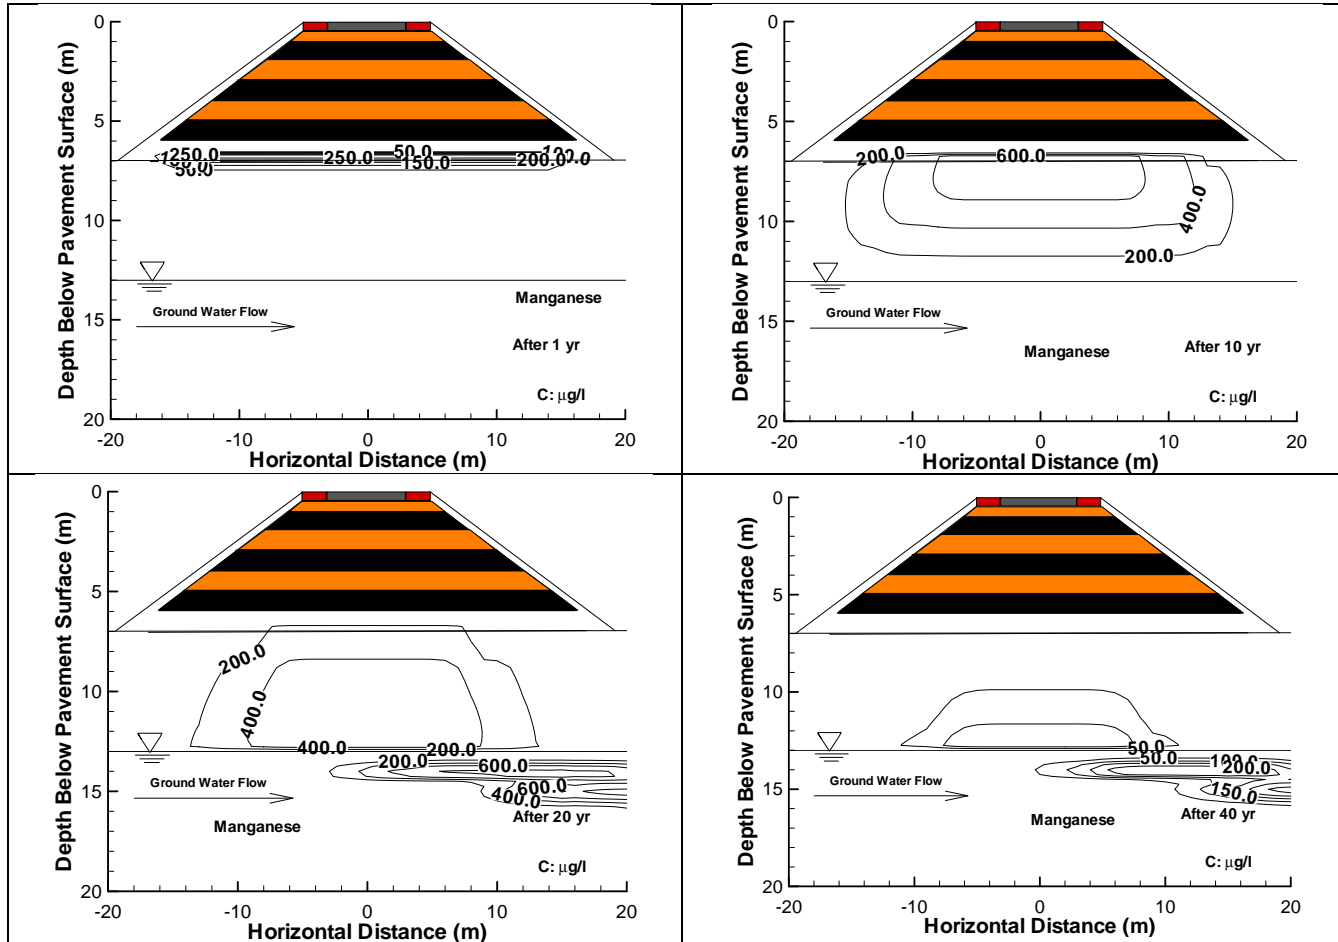 0
5
10
15
20
Depth Below Pavement Surface (m)
250.0
50.0
250.0
150.0
200.0
50.0
Manganese
Ground Water Flow
After 1 yr
C: μg/l
-20 -10 0 10 20
Horizontal Distance (m)
0
5
10
15
20
Depth Below Pavement Surface (m)
200.0
600.0
400.0
200.0
Ground Water Flow
Manganese
After 10 yr
C: μg/l
-20 -10 0 10 20
Horizontal Distance (m)
0
5
10
15
20
Depth Below Pavement Surface (m)
200.0
400.0
400.0
200.0
200.0
600.0
600.0
400.0
Ground Water Flow
After 20 yr
Manganese
C: μg/l
-20 -10 0 10 20
Horizontal Distance (m)
0
5
10
15
20
Depth Below Pavement Surface (m)
50.0
50.0
200.0
150.0
Ground Water Flow
After 40 yr
Manganese
C: μg/l
-20 -10 0 10 20
Horizontal Distance (m)